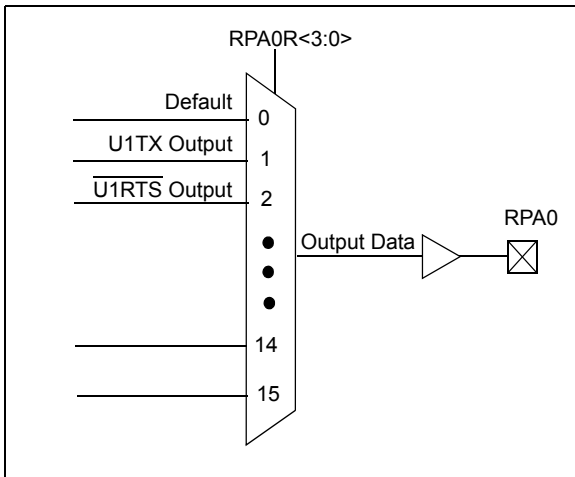 RPA0R<3:0>
Default
0
U1TX Output
1
U1RTS Output
2
RPA0
Output Data
14
15